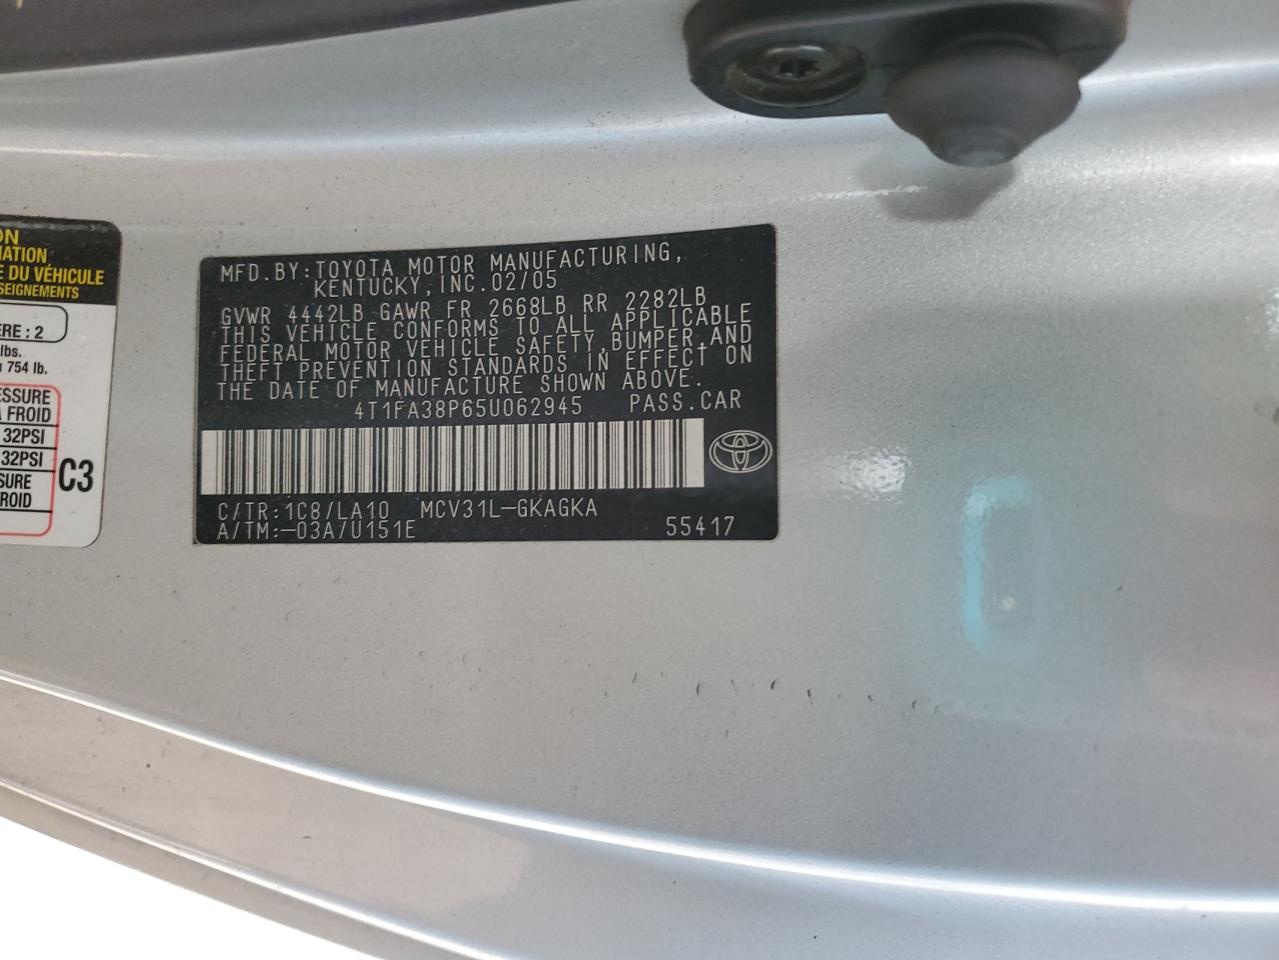 ON
MATION
E DU VÉHICULE
SEIGNEMENTS
ÈRE : 2
lbs.
754 lb.
ESSURE
À FROID
32PSI
32PSI
SURE
ROID
C3
MFD.BY:TOYOTA MOTOR MANUFACTURING,
KENTUCKY,INC.02/05
GVWR 4442LB GAWR FR 2668LB RR 2282LB
THIS VEHICLE CONFORMS TO ALL APPLICABLE
FEDERAL MOTOR VEHICLE SAFETY,BUMPER,AND
THEFT PREVENTION STANDARDS IN EFFECT ON
THE DATE OF MANUFACTURE SHOWN ABOVE.
4T1FA38P65U062945 PASS.CAR
C/TR:1C8/LA10 MCV31L-GKAGKA
A/TM:-03A/U151E 55417